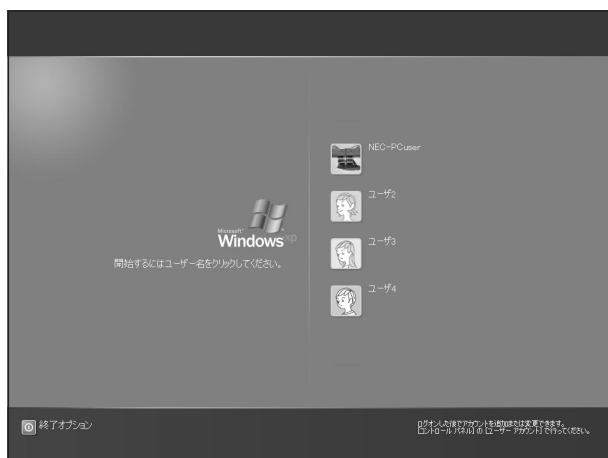 NEC-PCuser
ユーザ2
ユーザ3
ユーザ4
Microsoft
Windows xp
開始するにはユーザー名をクリックしてください。
終了オプション
ログオンした後でアカウントを追加または変更できます。
[コントロール パネル] の [ユーザー アカウント] で行ってください。